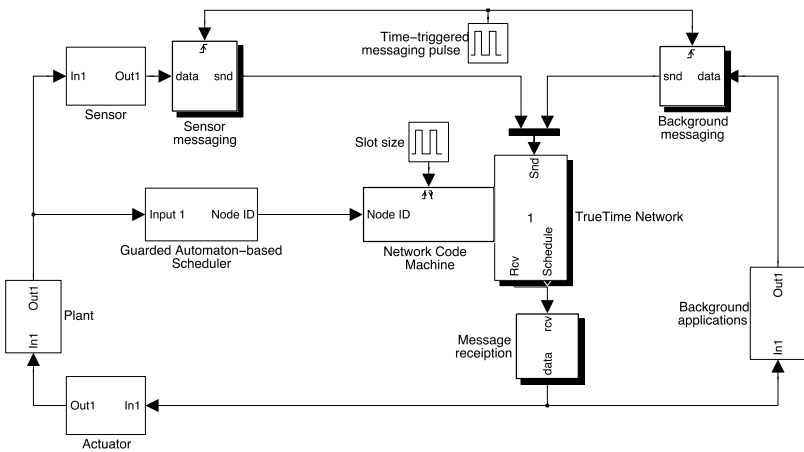 Time-triggered
messaging pulse
In1 Out1
Sensor
data snd
Sensor
messaging
snd data
Background
messaging
Slot size
Input 1 Node ID
Guarded Automaton-based
Scheduler
Node ID
Network Code
Machine
Snd
1
Rcv
Schedule
TrueTime Network
Out1
In1
Plant
Message
receiption
rcv
data
Background
applications
Out1
In1
Out1 In1
Actuator